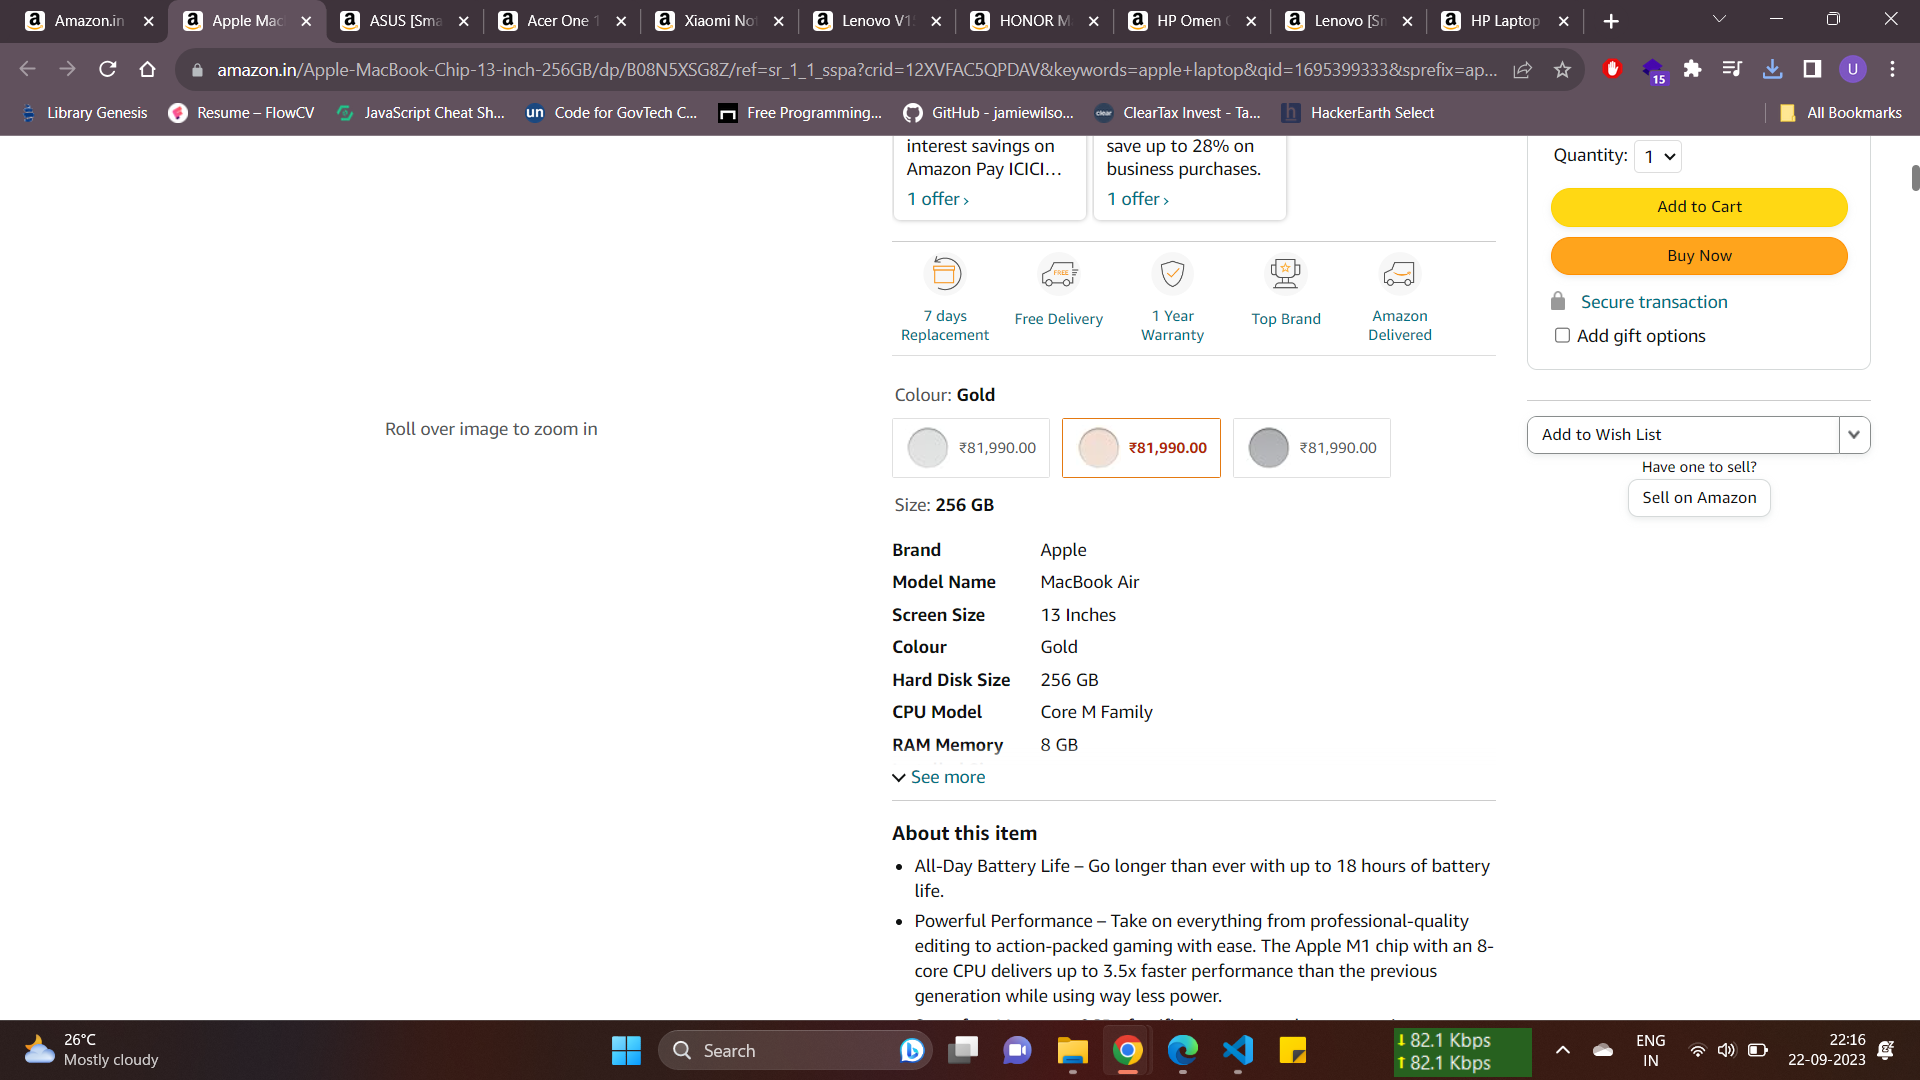 Amazon.in
Apple Mac
ASUS [Sma
Acer One 1
Xiaomi No
Lenovo V1
HONOR M
HP Omen
Lenovo [Sn
HP Laptop
amazon.in/Apple-MacBook-Chip-13-inch-256GB/dp/B08N5XSG8Z/ref=sr_1_1_sspa?crid=12XVFAC5QPDAV&keywords=apple+laptop&qid=1695399333&sprefix=ap...
15
U
Library Genesis
Resume – FlowCV
JavaScript Cheat Sh...
un Code for GovTech C...
Free Programming...
GitHub - jamiewilso...
clear ClearTax Invest - Ta...
h HackerEarth Select
All Bookmarks
interest savings on
Amazon Pay ICICI…
1 offer ›
save up to 28% on
business purchases.
1 offer ›
Quantity: 1
Add to Cart
Buy Now
Secure transaction
Add gift options
FREE
7 days
Replacement
Free Delivery
1 Year
Warranty
Top Brand
Amazon
Delivered
Add to Wish List
Have one to sell?
Sell on Amazon
Roll over image to zoom in
Colour: Gold
₹81,990.00
₹81,990.00
₹81,990.00
Size: 256 GB
Brand Apple
Model Name MacBook Air
Screen Size 13 Inches
Colour Gold
Hard Disk Size 256 GB
CPU Model Core M Family
RAM Memory 8 GB
See more
About this item
• All-Day Battery Life – Go longer than ever with up to 18 hours of battery
life.
• Powerful Performance – Take on everything from professional-quality
editing to action-packed gaming with ease. The Apple M1 chip with an 8-
core CPU delivers up to 3.5x faster performance than the previous
generation while using way less power.
26°C
Mostly cloudy
Search
82.1 Kbps
82.1 Kbps
ENG
IN
22:16
22-09-2023